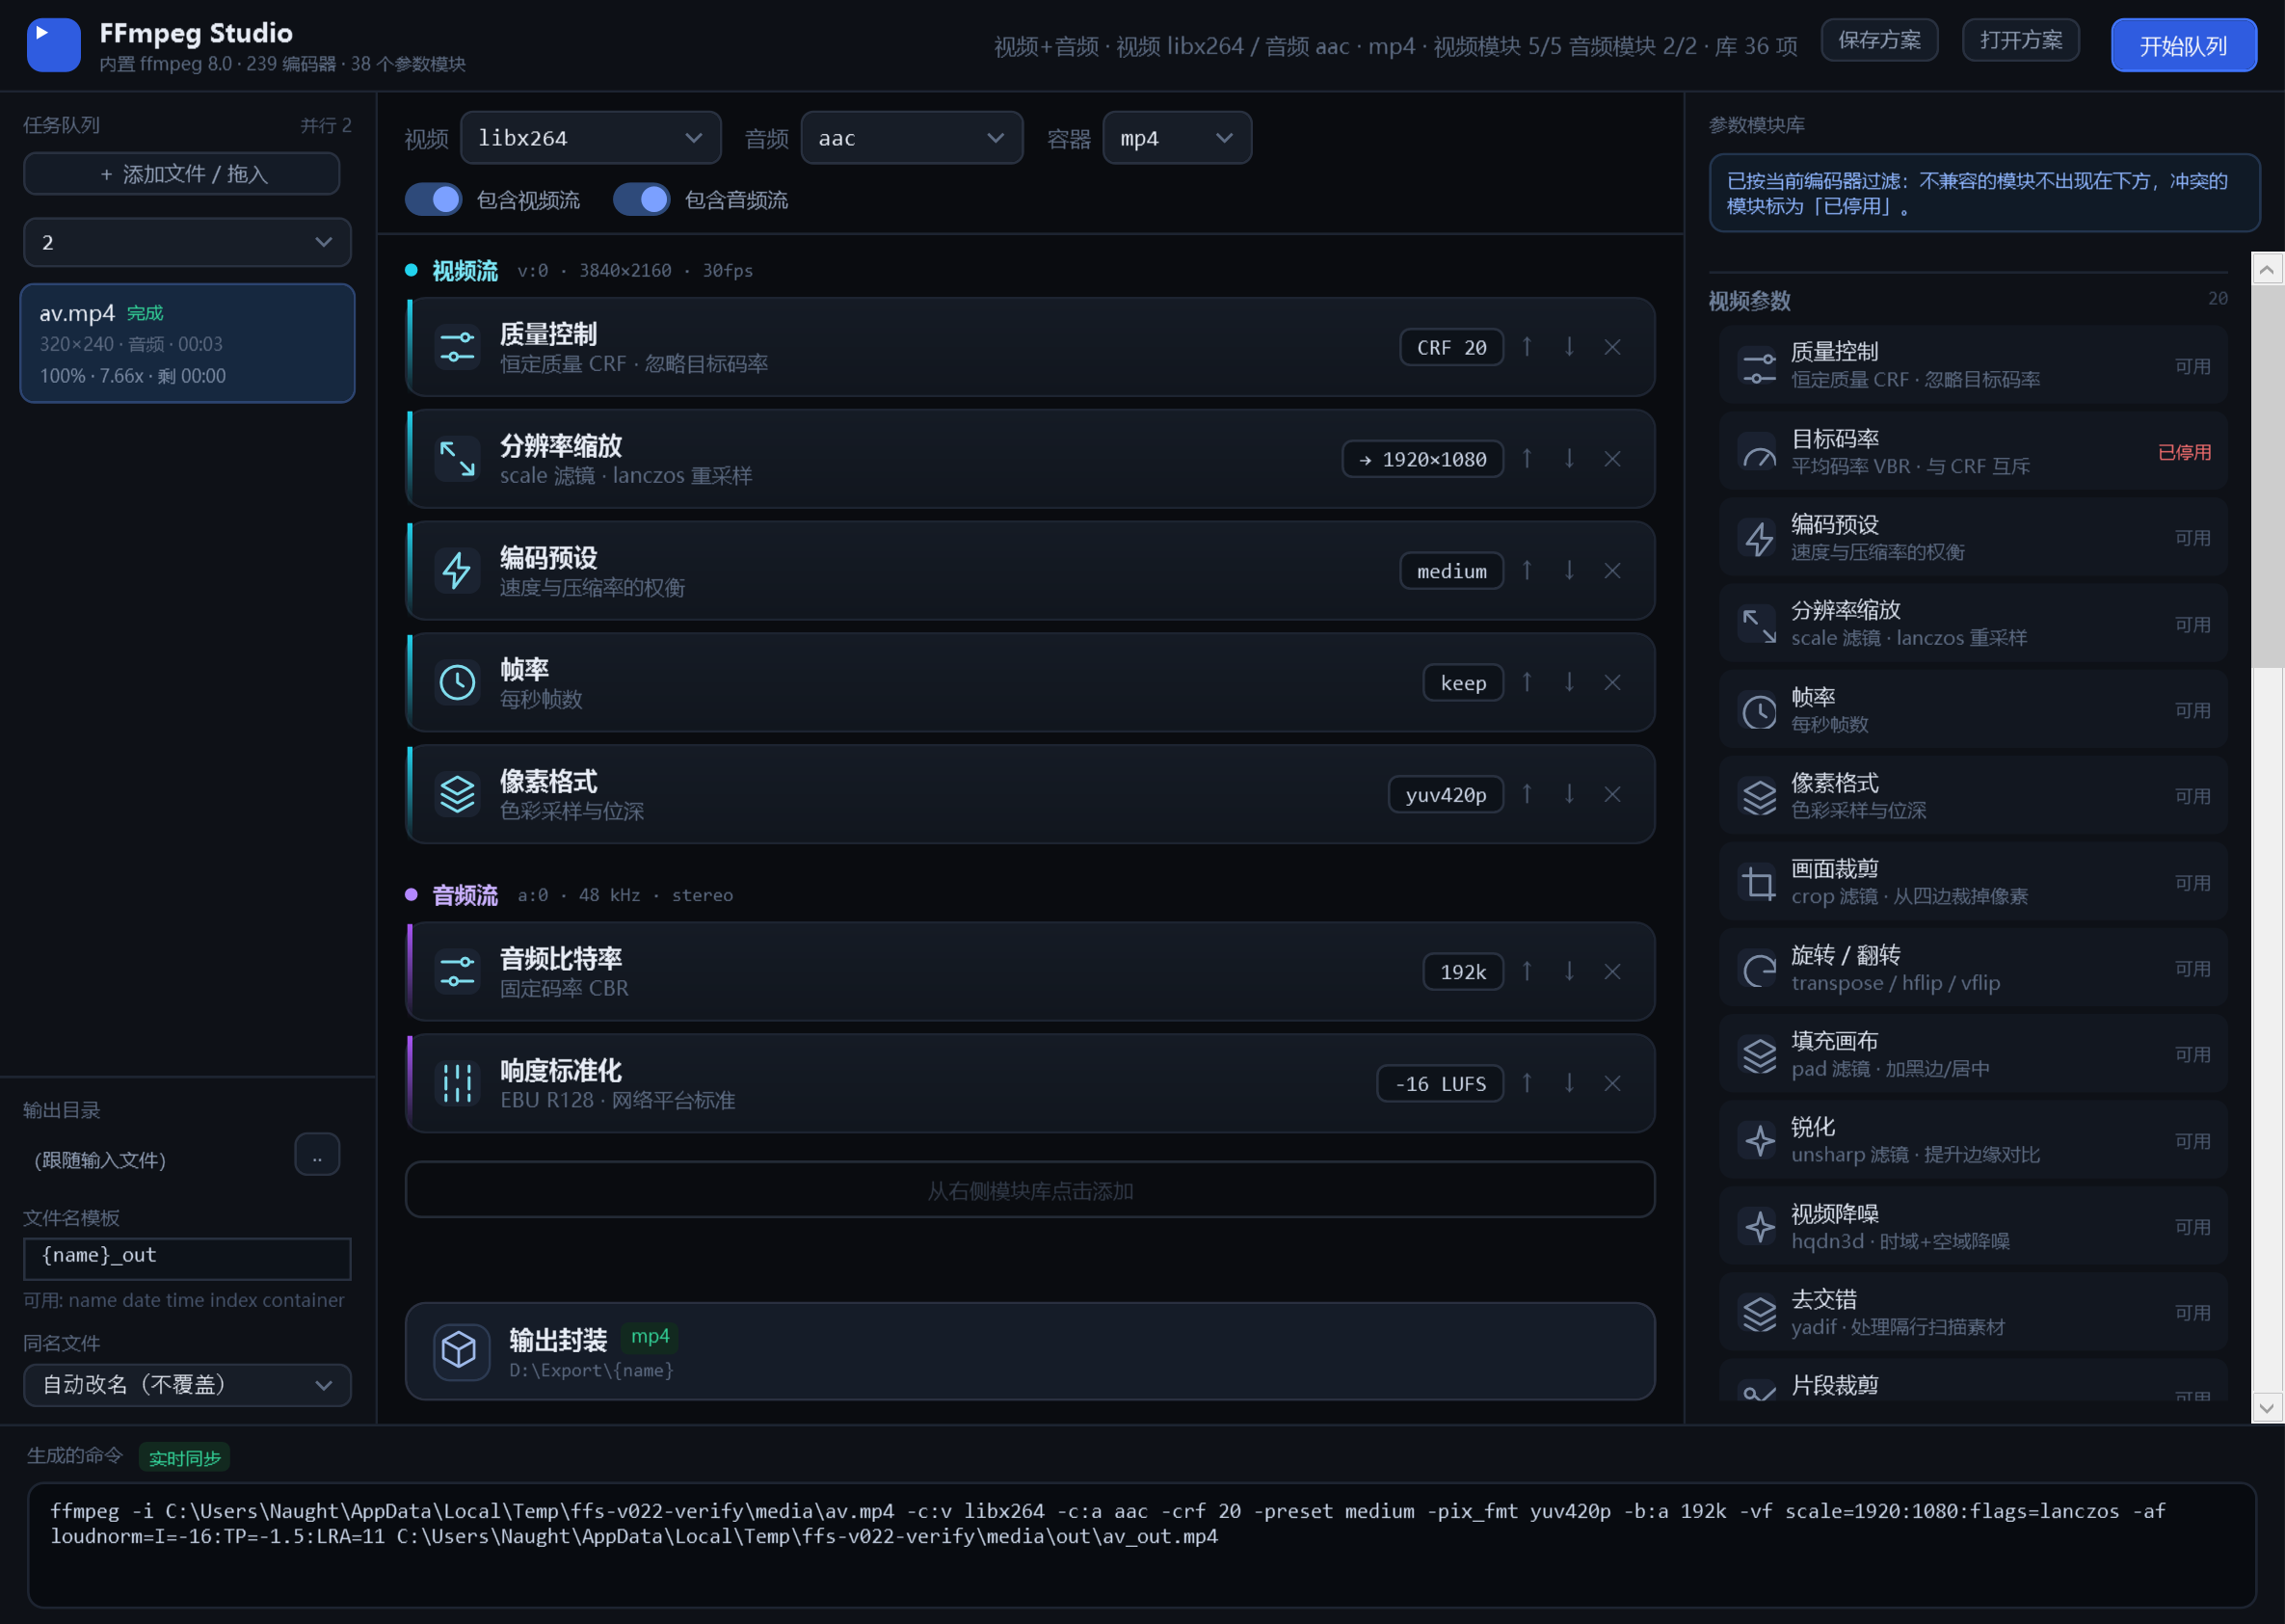 FFmpeg Studio
内置 ffmpeg 8.0 · 239 编码器 · 38 个参数模块
视频+音频 · 视频 libx264 / 音频 aac · mp4 · 视频模块 5/5 音频模块 2/2 · 库 36 项
保存方案
打开方案
开始队列
任务队列
并行 2
+ 添加文件 / 拖入
2
av.mp4 完成
320×240 · 音频 · 00:03
100% · 7.66x · 剩 00:00
输出目录
(跟随输入文件)
..
文件名模板
{name}_out
可用: name date time index container
同名文件
自动改名（不覆盖）
视频 libx264
音频 aac
容器 mp4
包含视频流
包含音频流
视频流 v:0 · 3840×2160 · 30fps
质量控制
恒定质量 CRF · 忽略目标码率
CRF 20 ↑ ↓ ×
分辨率缩放
scale 滤镜 · lanczos 重采样
→ 1920×1080 ↑ ↓ ×
编码预设
速度与压缩率的权衡
medium ↑ ↓ ×
帧率
每秒帧数
keep ↑ ↓ ×
像素格式
色彩采样与位深
yuv420p ↑ ↓ ×
音频流 a:0 · 48 kHz · stereo
音频比特率
固定码率 CBR
192k ↑ ↓ ×
响度标准化
EBU R128 · 网络平台标准
-16 LUFS ↑ ↓ ×
从右侧模块库点击添加
输出封装 mp4
D:\Export\{name}
参数模块库
已按当前编码器过滤：不兼容的模块不出现在下方，冲突的
模块标为「已停用」。
视频参数 20
质量控制
恒定质量 CRF · 忽略目标码率
可用
目标码率
平均码率 VBR · 与 CRF 互斥
已停用
编码预设
速度与压缩率的权衡
可用
分辨率缩放
scale 滤镜 · lanczos 重采样
可用
帧率
每秒帧数
可用
像素格式
色彩采样与位深
可用
画面裁剪
crop 滤镜 · 从四边裁掉像素
可用
旋转 / 翻转
transpose / hflip / vflip
可用
填充画布
pad 滤镜 · 加黑边/居中
可用
锐化
unsharp 滤镜 · 提升边缘对比
可用
视频降噪
hqdn3d · 时域+空域降噪
可用
去交错
yadif · 处理隔行扫描素材
可用
片段裁剪
可用
生成的命令 实时同步
ffmpeg -i C:\Users\Naught\AppData\Local\Temp\ffs-v022-verify\media\av.mp4 -c:v libx264 -c:a aac -crf 20 -preset medium -pix_fmt yuv420p -b:a 192k -vf scale=1920:1080:flags=lanczos -af
loudnorm=I=-16:TP=-1.5:LRA=11 C:\Users\Naught\AppData\Local\Temp\ffs-v022-verify\media\out\av_out.mp4